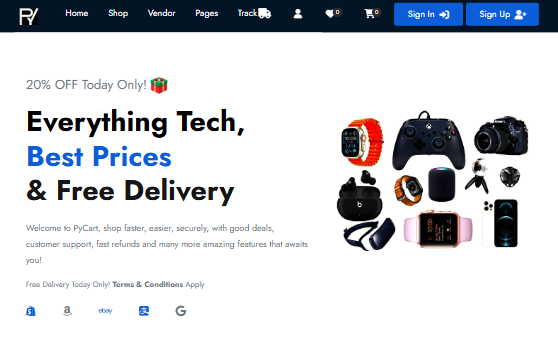 PY
Home Shop Vendor Pages Track 0 0 Sign In Sign Up
20% OFF Today Only!
Everything Tech,
Best Prices
& Free Delivery
Welcome to PyCart, shop faster, easier, securely, with good deals,
customer support, fast refunds and many more amazing features that awaits
you!
Free Delivery Today Only! Terms & Conditions Apply
a
ebay
G
b